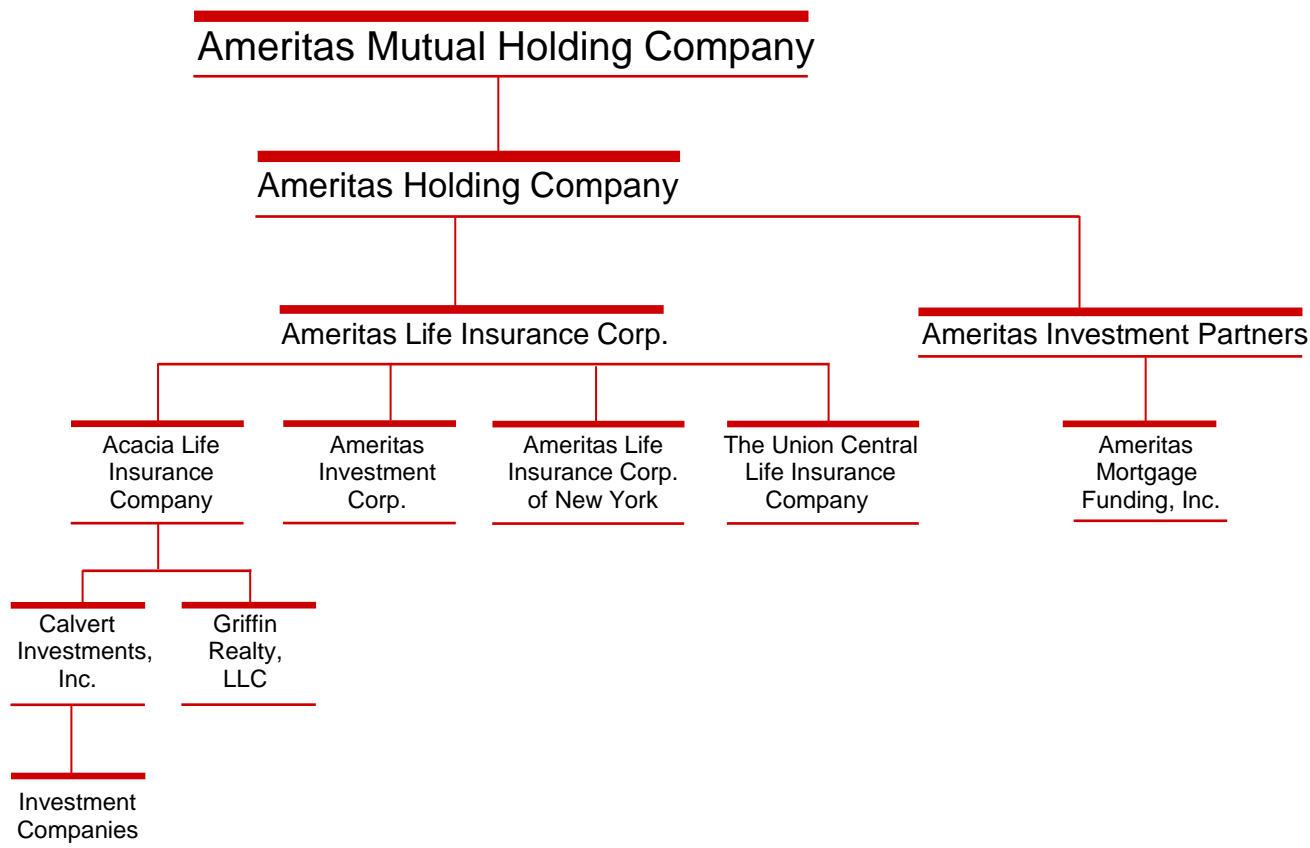 Ameritas Mutual Holding Company
Ameritas Holding Company
Ameritas Life Insurance Corp.
Ameritas Investment Partners
Acacia Life
Insurance
Company
Ameritas
Investment
Corp.
Ameritas Life
Insurance Corp.
of New York
The Union Central
Life Insurance
Company
Ameritas
Mortgage
Funding, Inc.
Calvert
Investments,
Inc.
Griffin
Realty,
LLC
Investment
Companies